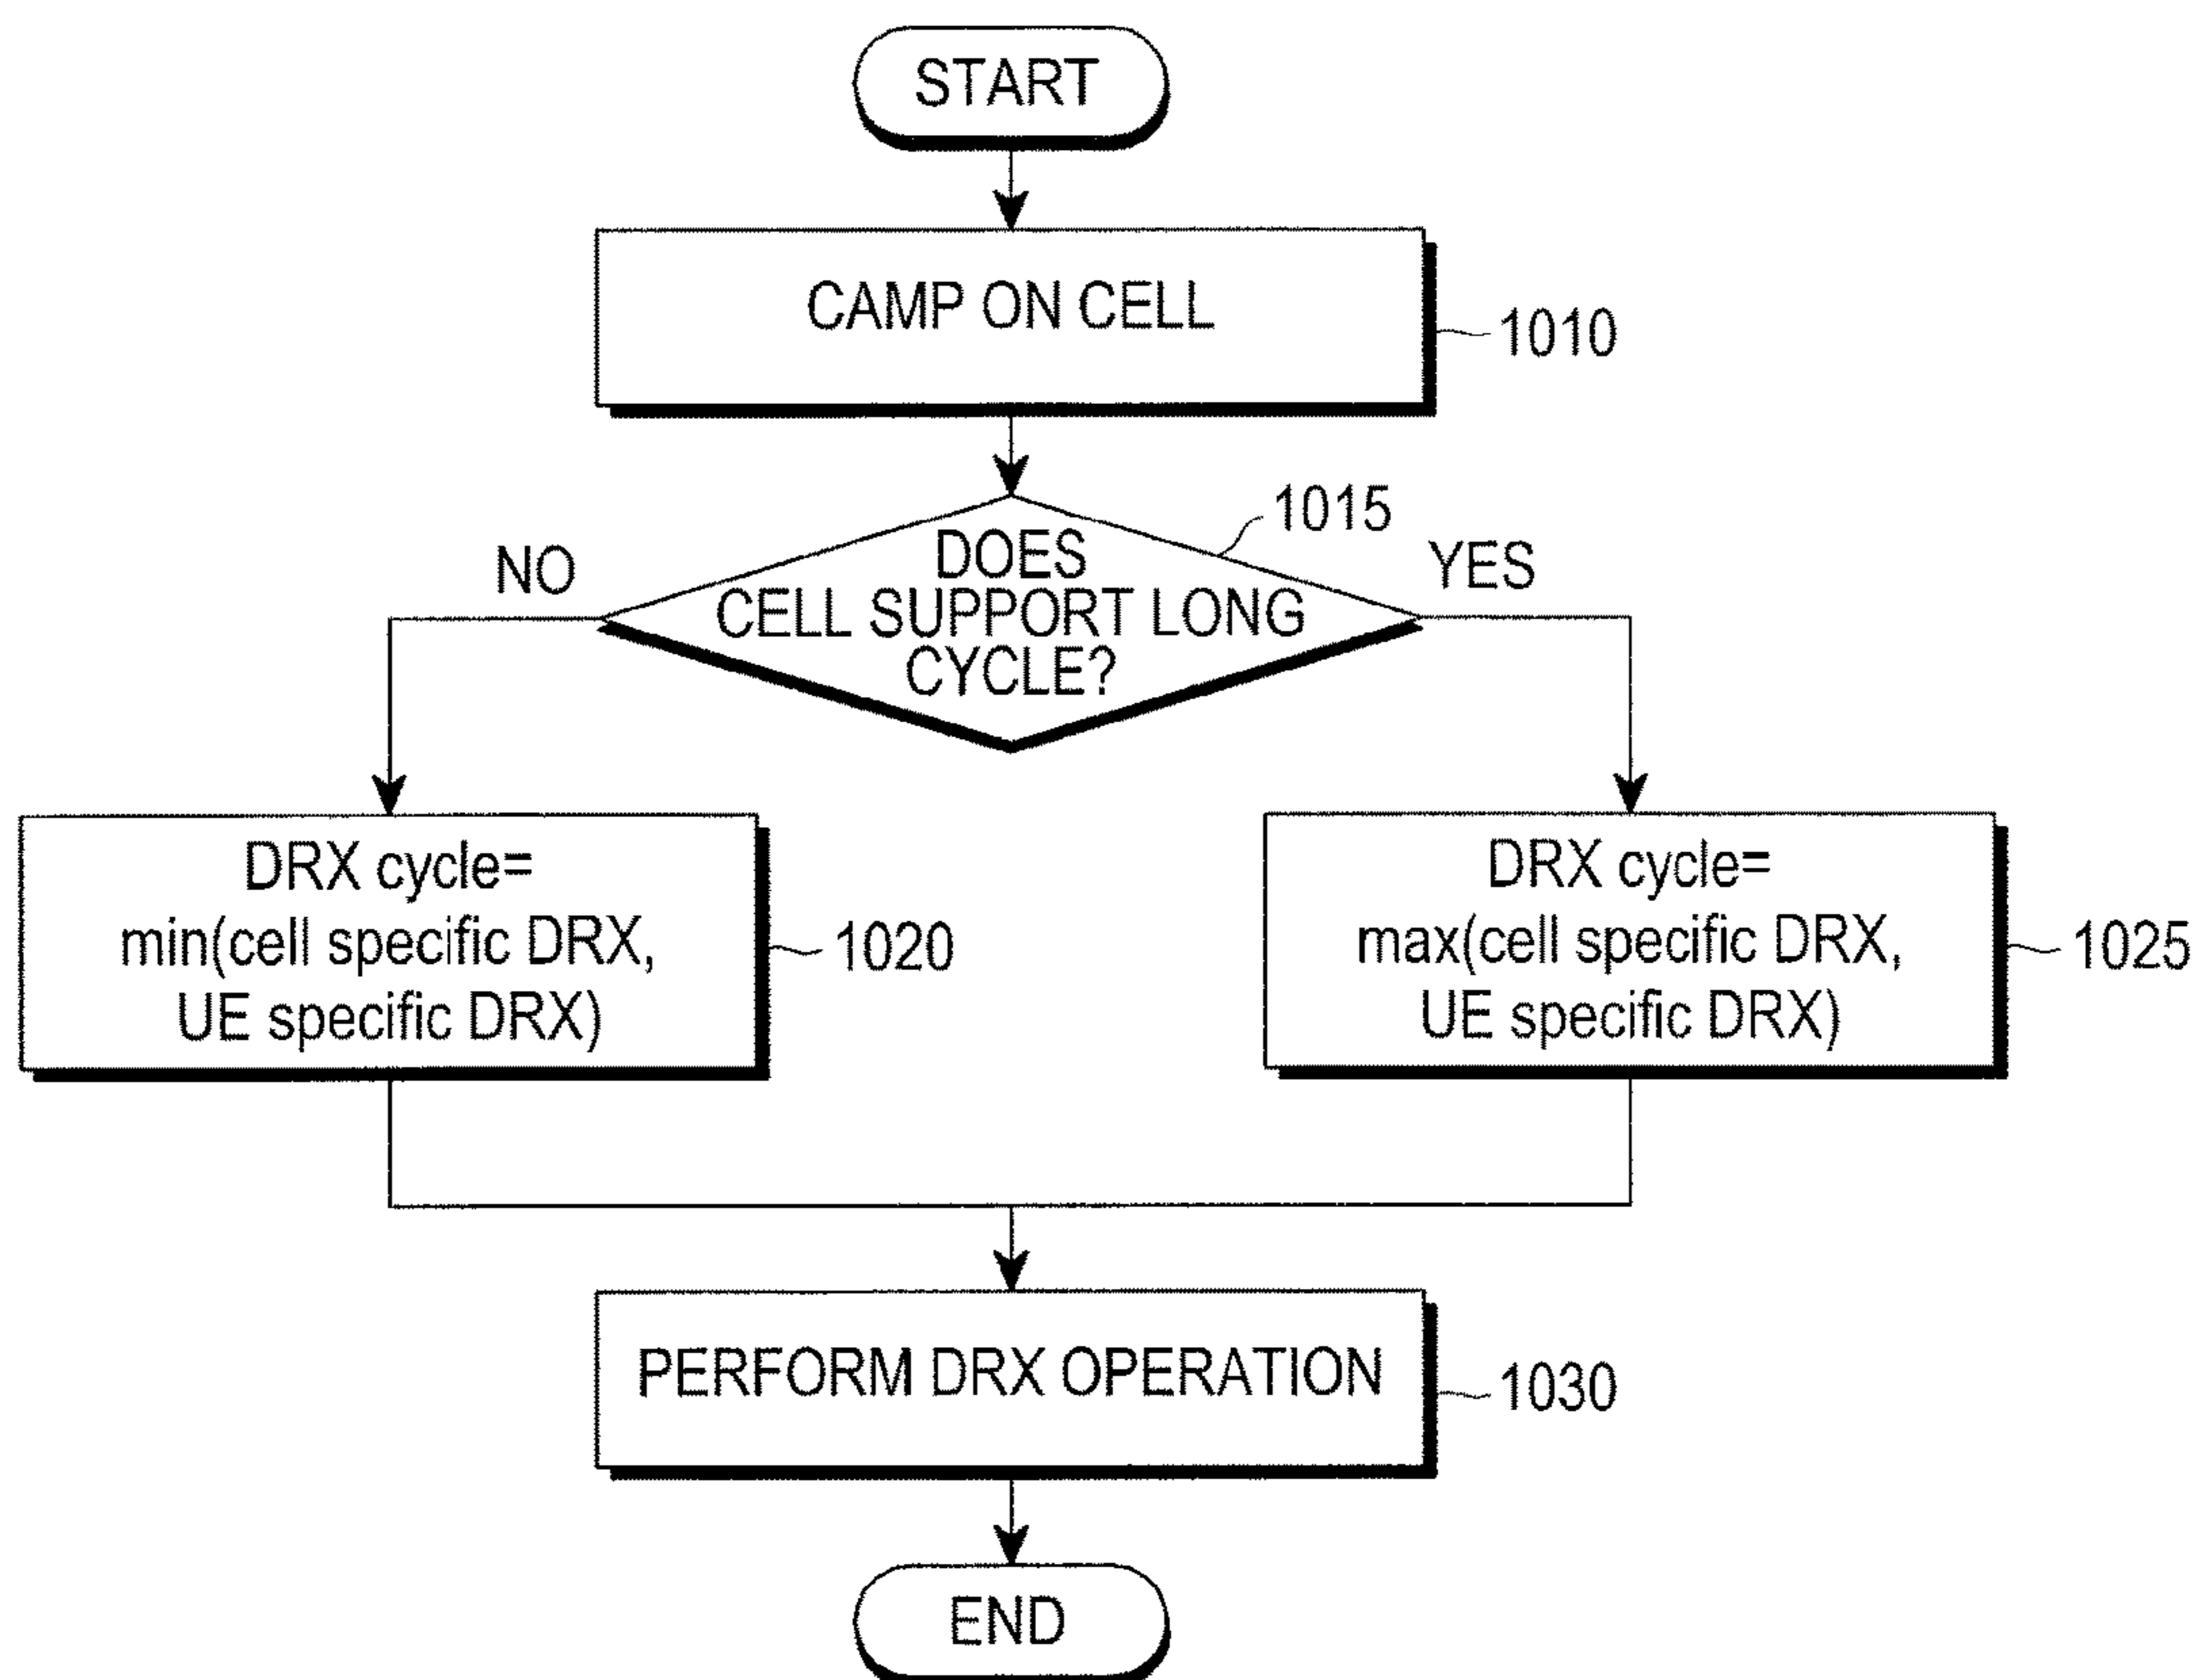 START
CAMP ON CELL
1010
1015
DOES
CELL SUPPORT LONG
CYCLE?
NO
YES
DRX cycle=
min(cell specific DRX,
UE specific DRX)
1020
DRX cycle=
max(cell specific DRX,
UE specific DRX)
1025
PERFORM DRX OPERATION
1030
END